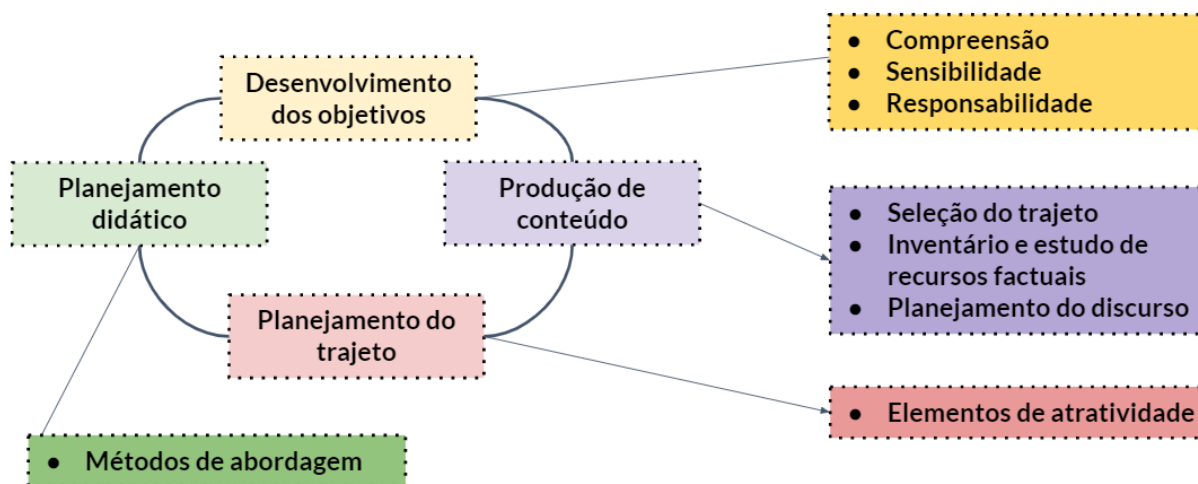 Desenvolvimento
dos objetivos
● Compreensão
● Sensibilidade
● Responsabilidade
Planejamento
didático
Produção de
conteúdo
● Seleção do trajeto
● Inventário e estudo de
recursos factuais
● Planejamento do discurso
Planejamento do
trajeto
● Elementos de atratividade
● Métodos de abordagem